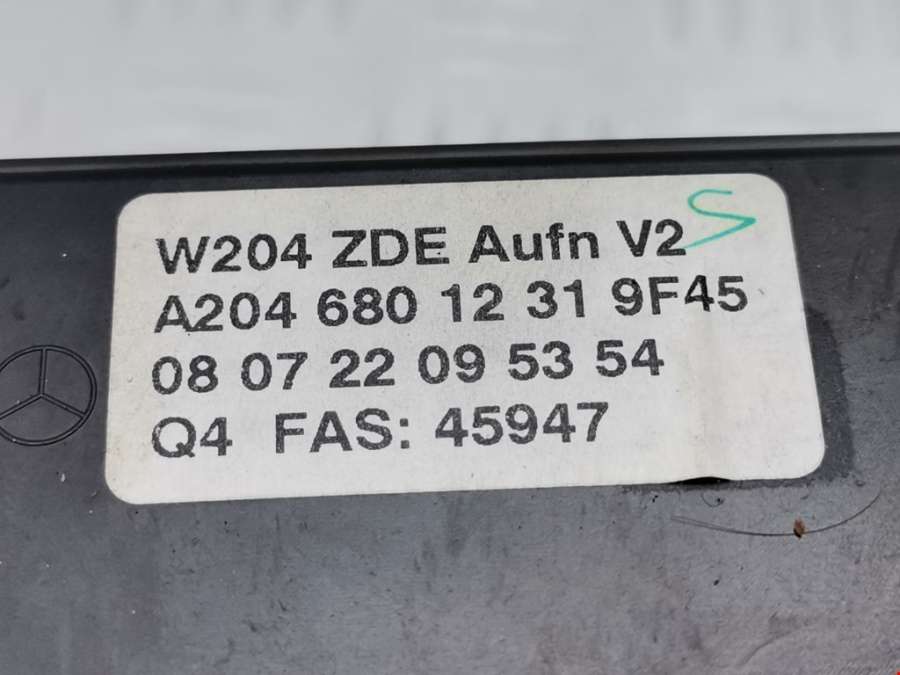 W204 ZDE Aufn V2 S
A204 680 12 31 9F45
08 07 22 09 53 54
Q4 FAS: 45947